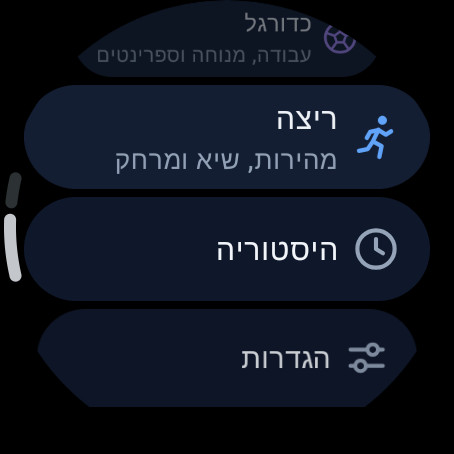 כדורגל
עבודה, מנוחה וספרינטים
ריצה
מהירות, שיא ומרחק
היסטוריה
הגדרות